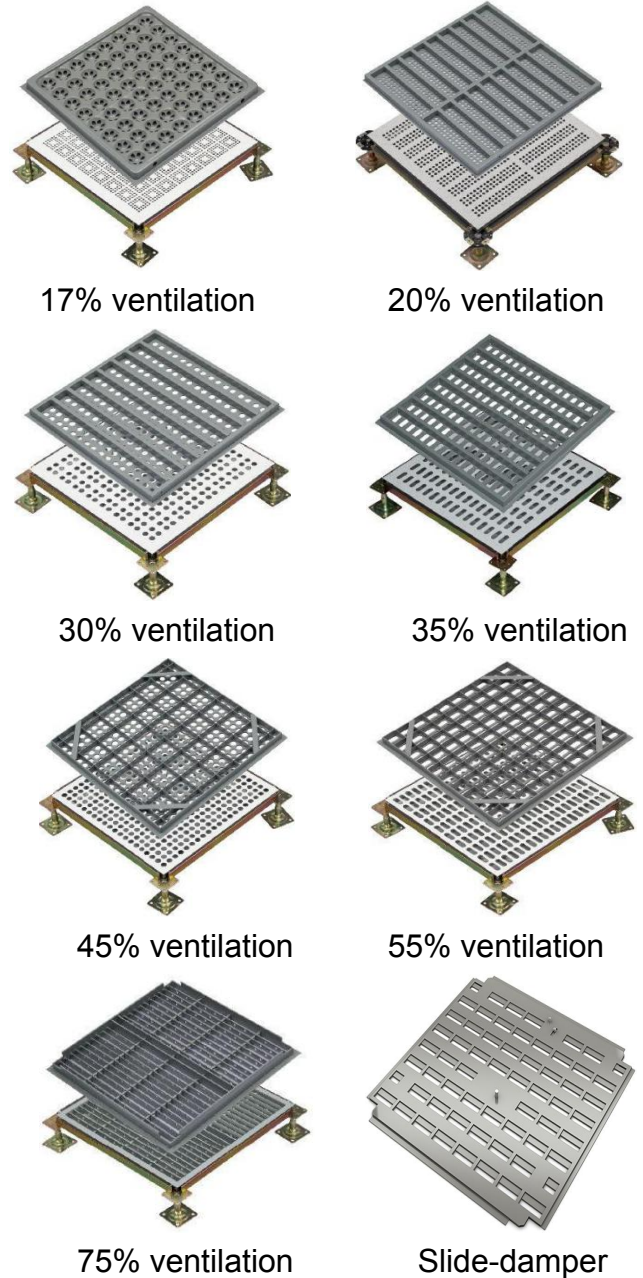 17% ventilation
20% ventilation
30% ventilation
35% ventilation
45% ventilation
55% ventilation
75% ventilation
Slide-damper